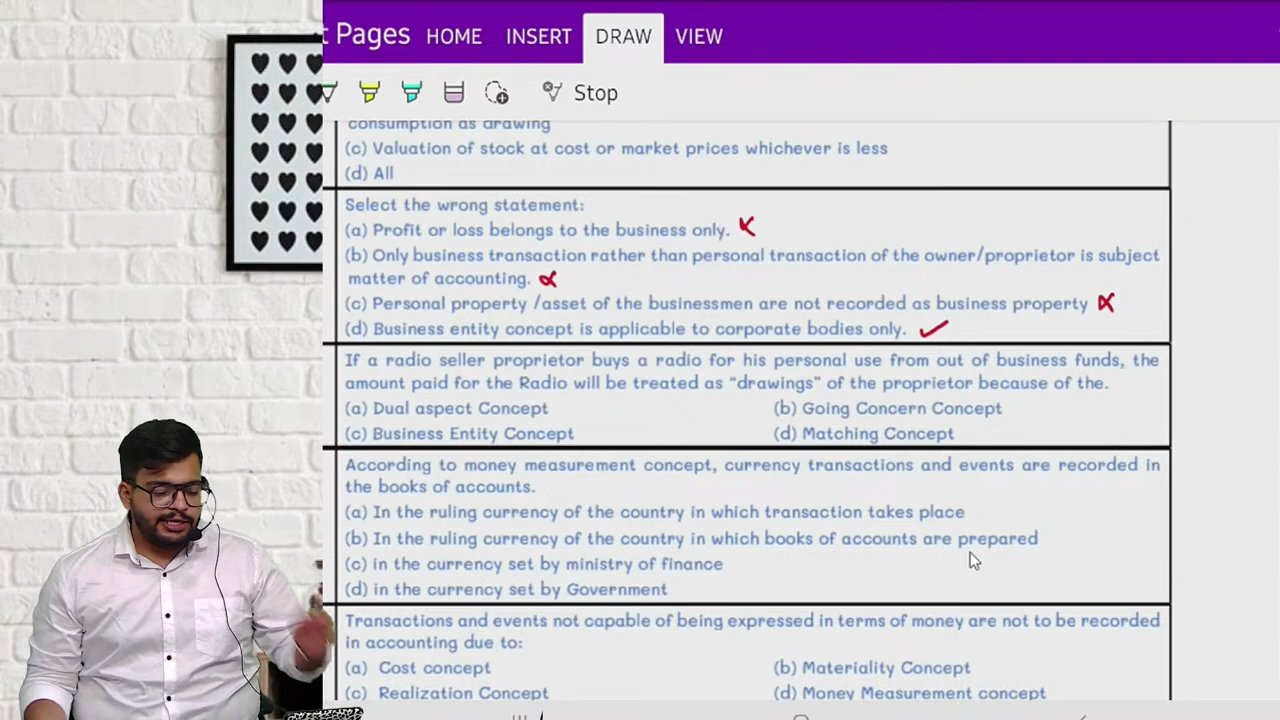 t Pages HOME INSERT DRAW VIEW
Stop
consumption as drawing
(c) Valuation of stock at cost or market prices whichever is less
(d) All
Select the wrong statement:
(a) Profit or loss belongs to the business only.
(b) Only business transaction rather than personal transaction of the owner/proprietor is subject
matter of accounting.
(c) Personal property /asset of the businessmen are not recorded as business property
(d) Business entity concept is applicable to corporate bodies only.
If a radio seller proprietor buys a radio for his personal use from out of business funds, the
amount paid for the Radio will be treated as “drawings” of the proprietor because of the.
(a) Dual aspect Concept (b) Going Concern Concept
(c) Business Entity Concept (d) Matching Concept
According to money measurement concept, currency transactions and events are recorded in
the books of accounts.
(a) In the ruling currency of the country in which transaction takes place
(b) In the ruling currency of the country in which books of accounts are prepared
(c) in the currency set by ministry of finance
(d) in the currency set by Government
Transactions and events not capable of being expressed in terms of money are not to be recorded
in accounting due to:
(a) Cost concept (b) Materiality Concept
(c) Realization Concept (d) Money Measurement concept